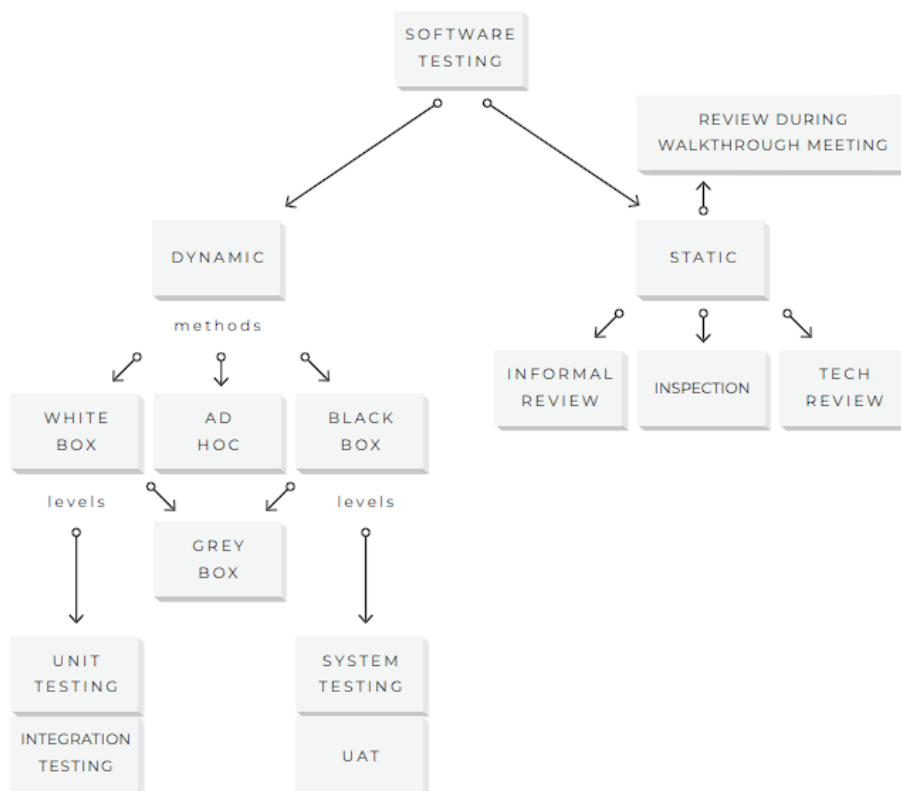 SOFTWARE
TESTING
REVIEW DURING
WALKTHROUGH MEETING
DYNAMIC
STATIC
methods
INFORMAL
REVIEW
INSPECTION
TECH
REVIEW
WHITE
BOX
AD
HOC
BLACK
BOX
levels
levels
GREY
BOX
UNIT
TESTING
SYSTEM
TESTING
INTEGRATION
TESTING
UAT